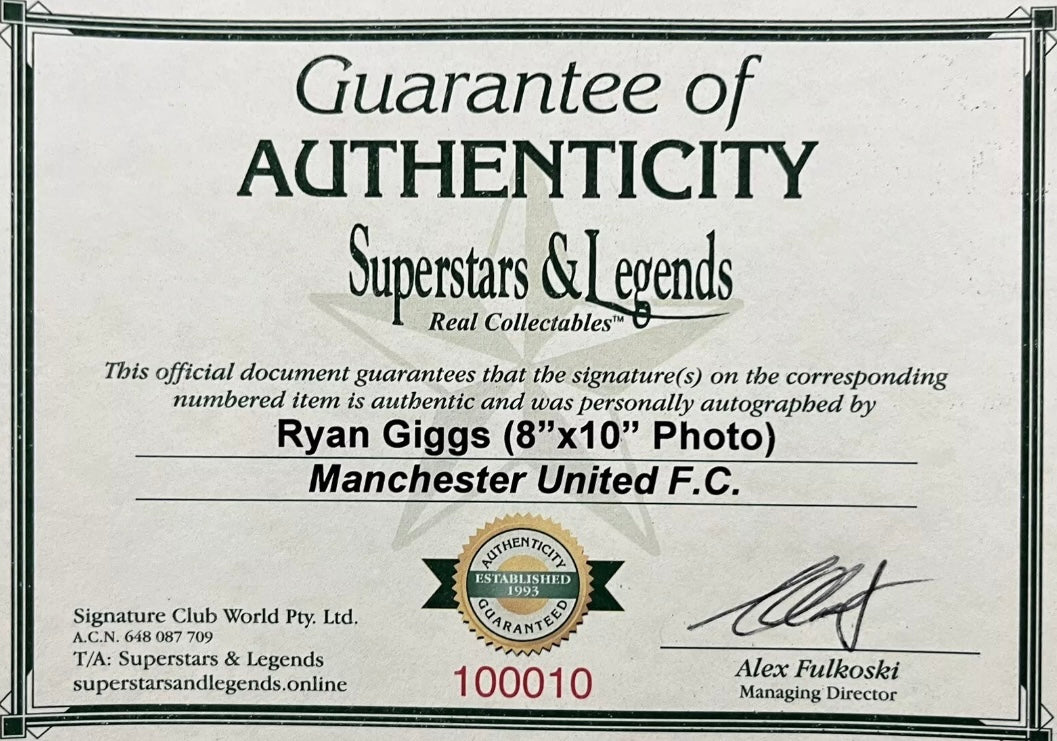 Guarantee of
AUTHENTICITY
Superstars & Legends
Real Collectables™
This official document guarantees that the signature(s) on the corresponding
numbered item is authentic and was personally autographed by
Ryan Giggs (8”x10” Photo)
Manchester United F.C.
AUTHENTICITY
ESTABLISHED
1993
GUARANTEED
100010
Signature Club World Pty. Ltd.
A.C.N. 648 087 709
T/A: Superstars & Legends
superstarsandlegends.online
Alex Fulkoski
Managing Director